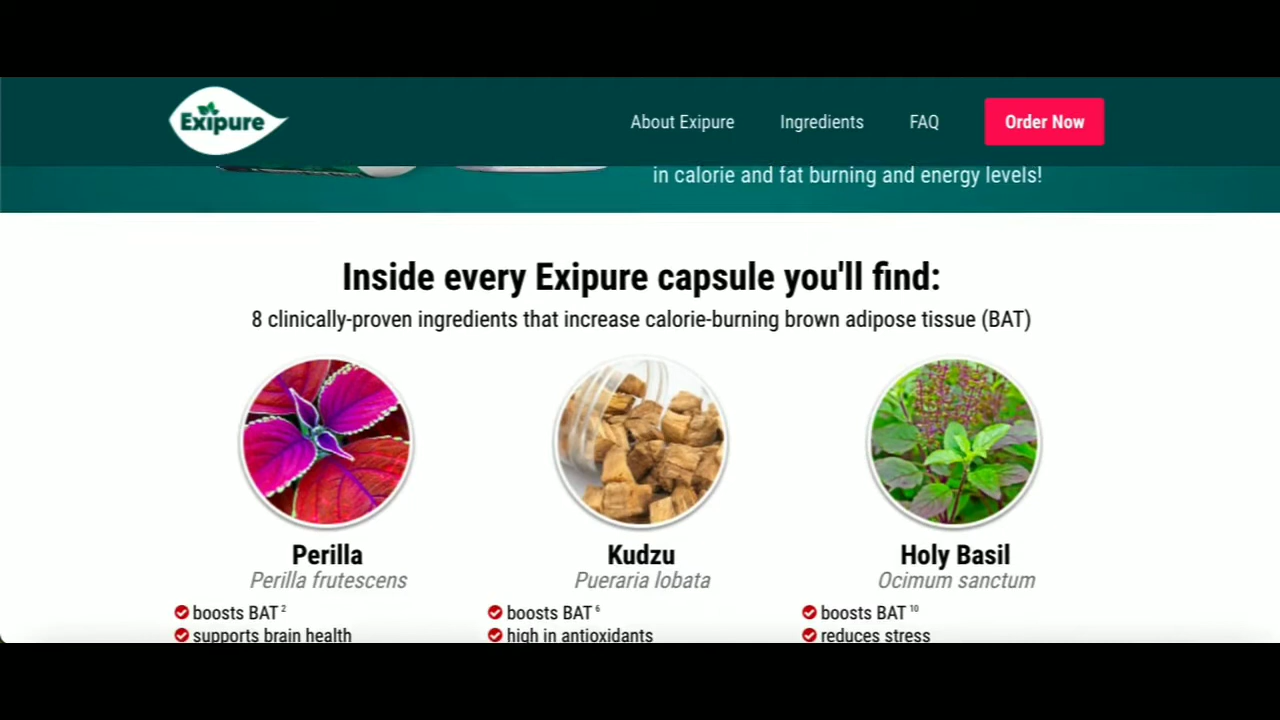 Exipure
About Exipure
Ingredients
FAQ
Order Now
in calorie and fat burning and energy levels!
Inside every Exipure capsule you'll find:
8 clinically-proven ingredients that increase calorie-burning brown adipose tissue (BAT)
Perilla
Perilla frutescens
boosts BAT 2
supports brain health
Kudzu
Pueraria lobata
boosts BAT 6
high in antioxidants
Holy Basil
Ocimum sanctum
boosts BAT 10
reduces stress